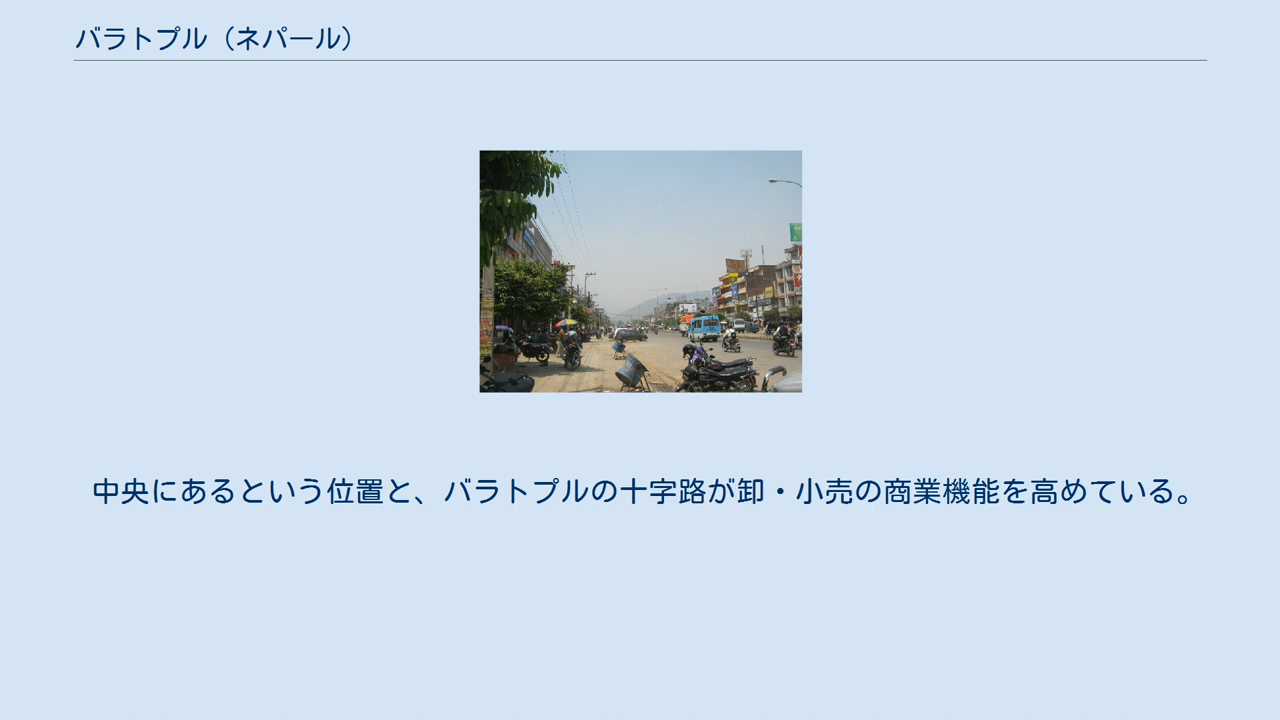 バラトプル（ネパール）
中央にあるという位置と、バラトプルの十字路が卸・小売の商業機能を高めている。